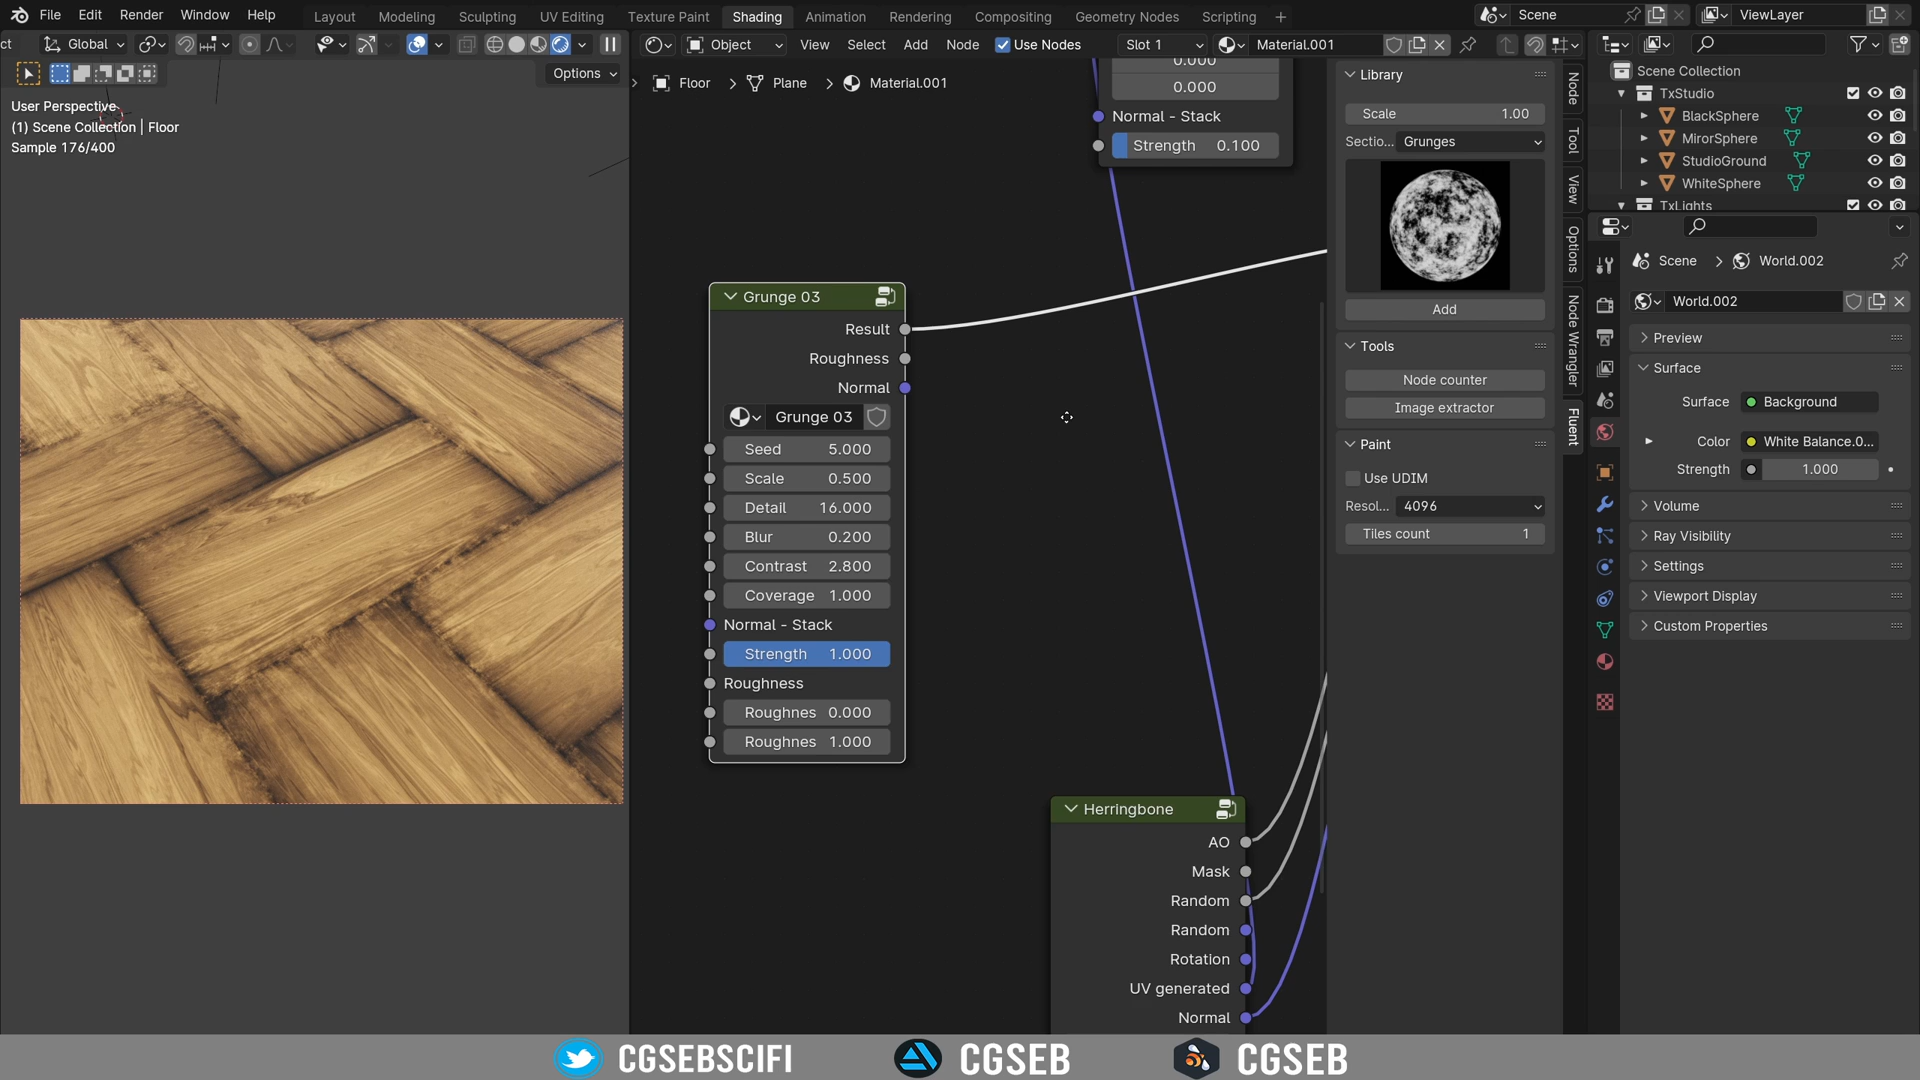 File Edit Render Window Help Layout Modeling Sculpting UV Editing Texture Paint Shading Animation Rendering Compositing Geometry Nodes Scripting + Scene ViewLayer
ct Global Object View Select Add Node Use Nodes Slot 1 Material.001
Options
User Perspective
(1) Scene Collection | Floor
Sample 176/400
Floor > Plane > Material.001
0.000
0.000
Normal - Stack
Strength 0.100
Grunge 03
Result
Roughness
Normal
Grunge 03
Seed 5.000
Scale 0.500
Detail 16.000
Blur 0.200
Contrast 2.800
Coverage 1.000
Normal - Stack
Strength 1.000
Roughness
Roughnes 0.000
Roughnes 1.000
Herringbone
AO
Mask
Random
Random
Rotation
UV generated
Normal
Library
Scale 1.00
Sectio... Grunges
Add
Tools
Node counter
Image extractor
Paint
Use UDIM
Resol... 4096
Tiles count 1
Node
Tool
View
Options
Node Wrangler
Fluent
Scene Collection
TxStudio
BlackSphere
MirorSphere
StudioGround
WhiteSphere
TxLights
Scene > World.002
World.002
Preview
Surface
Surface Background
Color White Balance.0...
Strength 1.000
Volume
Ray Visibility
Settings
Viewport Display
Custom Properties
CGSEBSCIFI CGSEB CGSEB